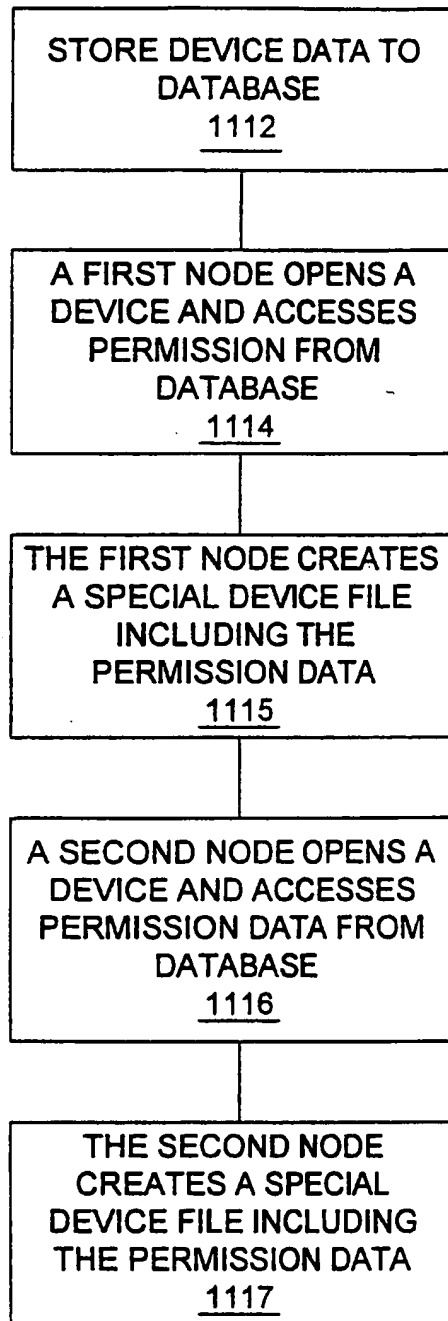 STORE DEVICE DATA TO
DATABASE
1112
A FIRST NODE OPENS A
DEVICE AND ACCESSES
PERMISSION FROM
DATABASE
1114
THE FIRST NODE CREATES
A SPECIAL DEVICE FILE
INCLUDING THE
PERMISSION DATA
1115
A SECOND NODE OPENS A
DEVICE AND ACCESSES
PERMISSION DATA FROM
DATABASE
1116
THE SECOND NODE
CREATES A SPECIAL
DEVICE FILE INCLUDING
THE PERMISSION DATA
1117